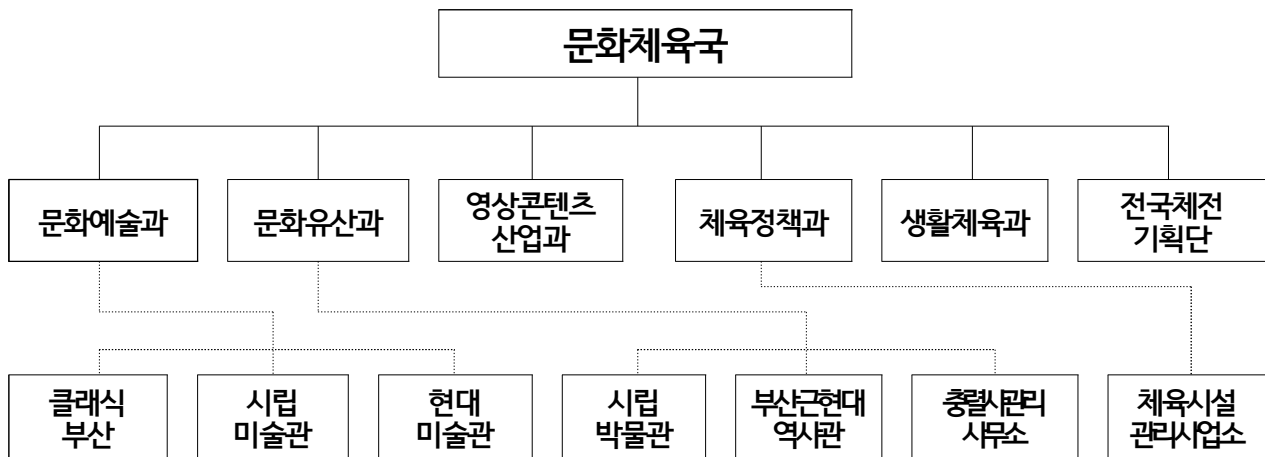 문화체육국
문화예술과
문화유산과
영상콘텐츠
산업과
체육정책과
생활체육과
전국체전
기획단
클래식
부산
시립
미술관
현대
미술관
시립
박물관
부산근현대
역사관
충렬사관리
사무소
체육시설
관리사업소